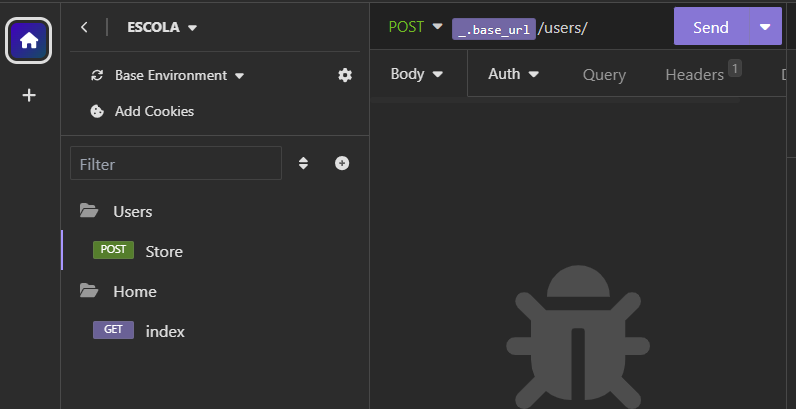 ESCOLA
Base Environment
Add Cookies
Filter
Users
POST Store
Home
GET index
POST _.base_url/users/ Send
Body Auth Query Headers 1